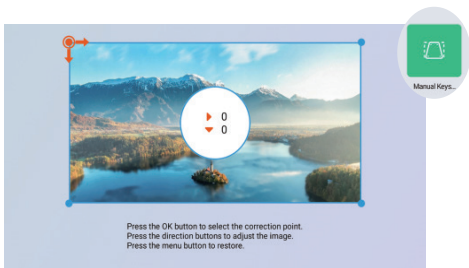 Manual Keys...
0
0
Press the OK button to select the correction point.
Press the direction buttons to adjust the image.
Press the menu button to restore.